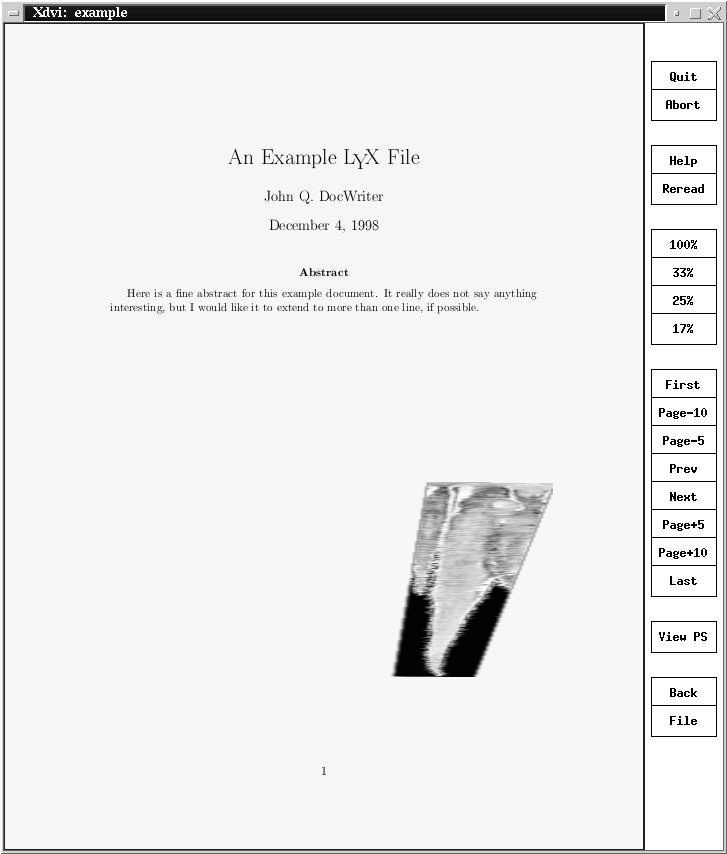 Xdvi: example
An Example LYX File
John Q. DocWriter
December 4, 1998
Abstract
Here is a fine abstract for this example document. It really does not say anything
interesting, but I would like it to extend to more than one line, if possible.
1
Quit
Abort
Help
Reread
100%
33%
25%
17%
First
Page-10
Page-5
Prev
Next
Page+5
Page+10
Last
View PS
Back
File